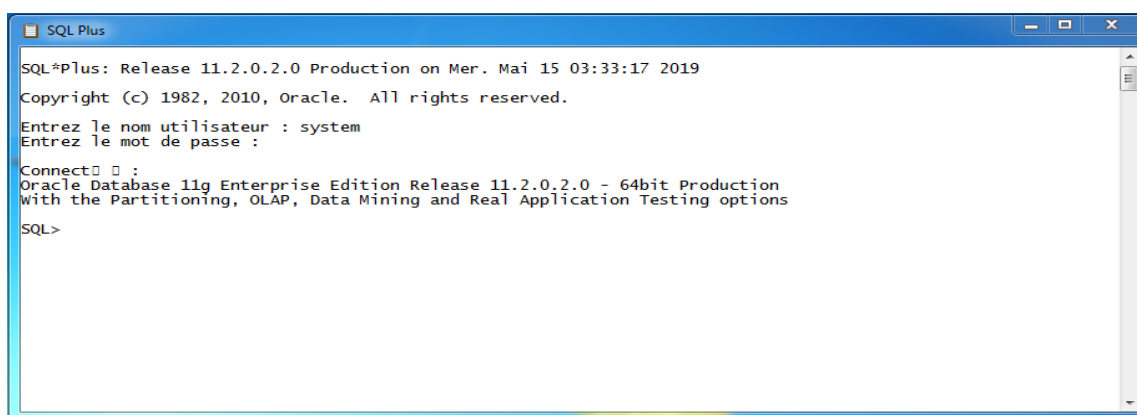 SQL Plus
SQL*Plus: Release 11.2.0.2.0 Production on Mer. Mai 15 03:33:17 2019
Copyright (c) 1982, 2010, Oracle.  All rights reserved.
Entrez le nom utilisateur : system
Entrez le mot de passe :
Connect▯ ▯ :
Oracle Database 11g Enterprise Edition Release 11.2.0.2.0 - 64bit Production
With the Partitioning, OLAP, Data Mining and Real Application Testing options
SQL>